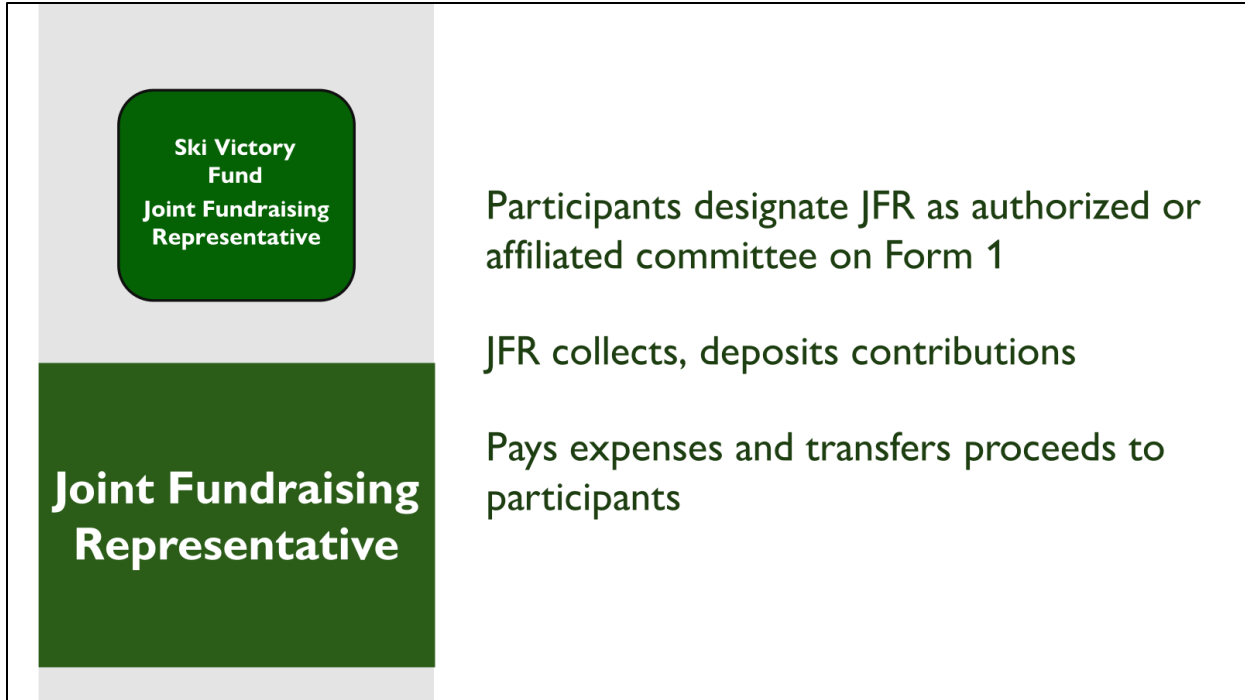 Ski Victory
Fund
Joint Fundraising
Representative
Joint Fundraising
Representative
Participants designate JFR as authorized or
affiliated committee on Form 1
JFR collects, deposits contributions
Pays expenses and transfers proceeds to
participants